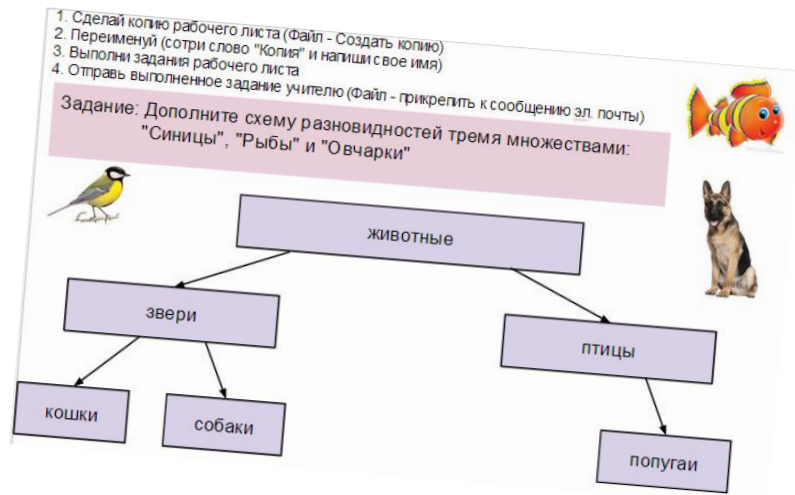 1. Сделай копию рабочего листа (Файл - Создать копию)
2. Переименуй (сотри слово "Копия" и напиши свое имя)
3. Выполни задания рабочего листа
4. Отправь выполненное задание учителю (Файл - прикрепить к сообщению эл. почты)
Задание: Дополните схему разновидностей тремя множествами:
"Синицы", "Рыбы" и "Овчарки"
животные
звери
птицы
кошки
собаки
попугаи